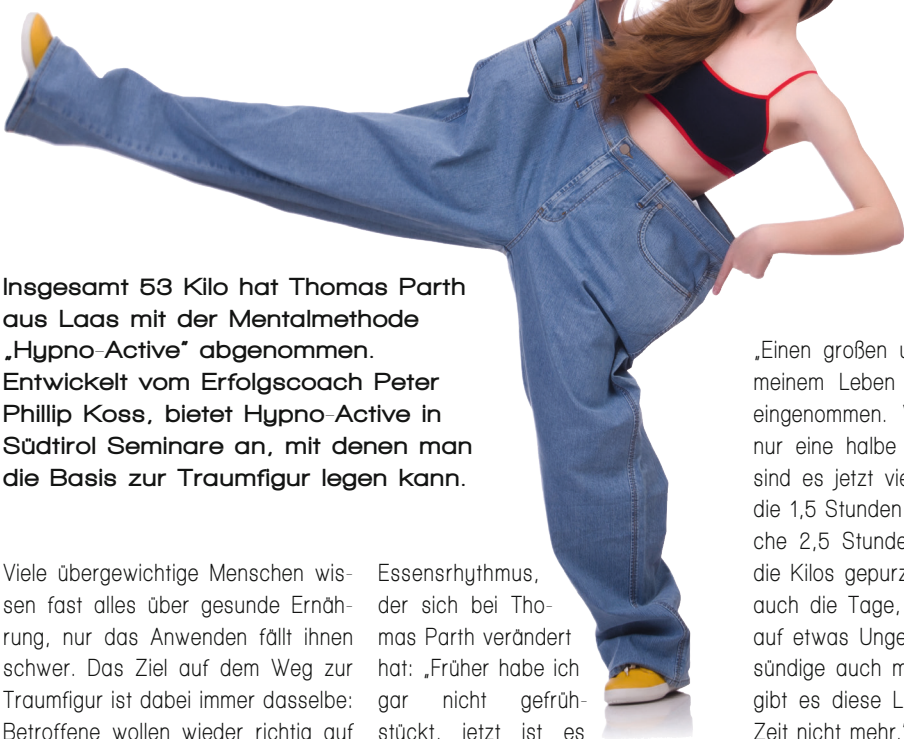 Insgesamt 53 Kilo hat Thomas Parth
aus Laas mit der Mentalmethode
„Hypno-Active“ abgenommen.
Entwickelt vom Erfolgscoach Peter
Phillip Koss, bietet Hypno-Active in
Südtirol Seminare an, mit denen man
die Basis zur Traumfigur legen kann.
Viele übergewichtige Menschen wis-
sen fast alles über gesunde Ernäh-
rung, nur das Anwenden fällt ihnen
schwer. Das Ziel auf dem Weg zur
Traumfigur ist dabei immer dasselbe:
Betroffene wollen wieder richtig auf
Essensrhythmus,
der sich bei Tho-
mas Parth verändert
hat: „Früher habe ich
gar nicht gefrüh-
stückt, jetzt ist es
„Einen großen
meinem Leben
eingenommen.
nur eine halbe
sind es jetzt
die 1,5 Stunden
che 2,5
die Kilos
auch die Tage,
auf etwas
sündige auch
gibt es diese
Zeit nicht mehr.